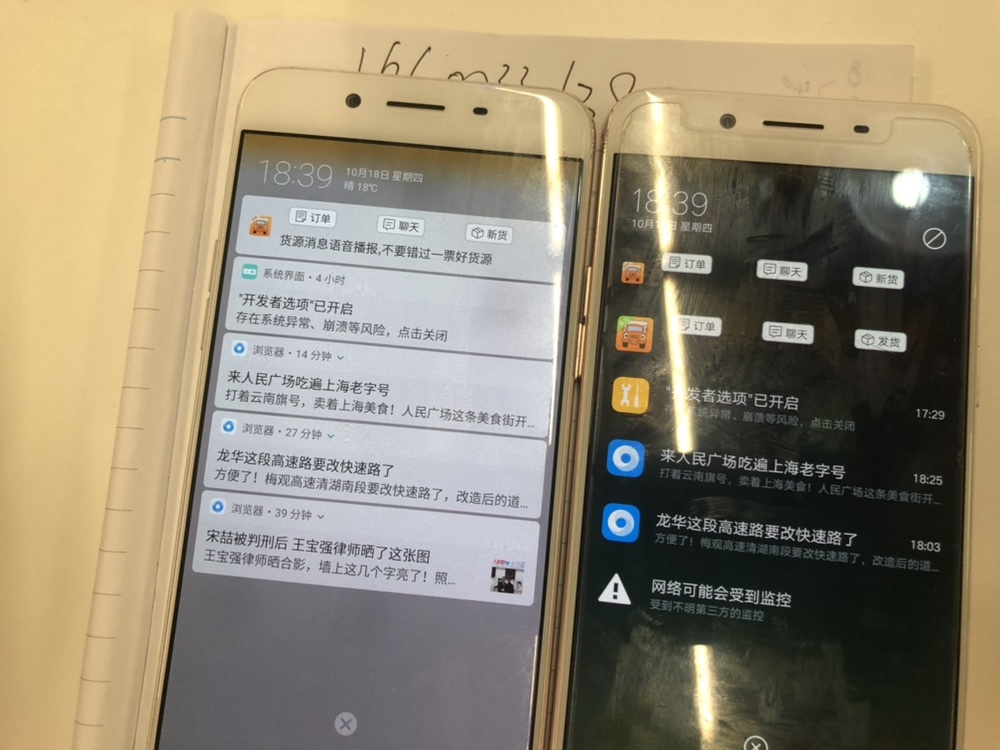 18:39
10月18日 星期四
晴 18℃
订单
聊天
新货
货源消息语音播报,不要错过一票好货源
系统界面 • 4 小时
"开发者选项"已开启
存在系统异常、崩溃等风险，点击关闭
浏览器 • 14 分钟
来人民广场吃遍上海老字号
打着云南旗号，卖着上海美食！人民广场这条美食街开...
浏览器 • 27 分钟
龙华这段高速路要改快速路了
方便了！梅观高速清湖南段要改快速路了，改造后的道...
浏览器 • 39 分钟
宋喆被判刑后 王宝强律师晒了这张图
王宝强律师晒合影，墙上这几个字亮了！照...
18:39
星期四
订单
聊天
新货
订单
聊天
发货
"开发者选项"已开启
17:29
存在系统异常、崩溃等风险，点击关闭
来人民广场吃遍上海老字号
18:25
打着云南旗号，卖着上海美食！人民广场这条美食街开...
龙华这段高速路要改快速路了
18:03
方便了！梅观高速清湖南段要改快速路了，改造后的道...
网络可能会受到监控
受到不明第三方的监控